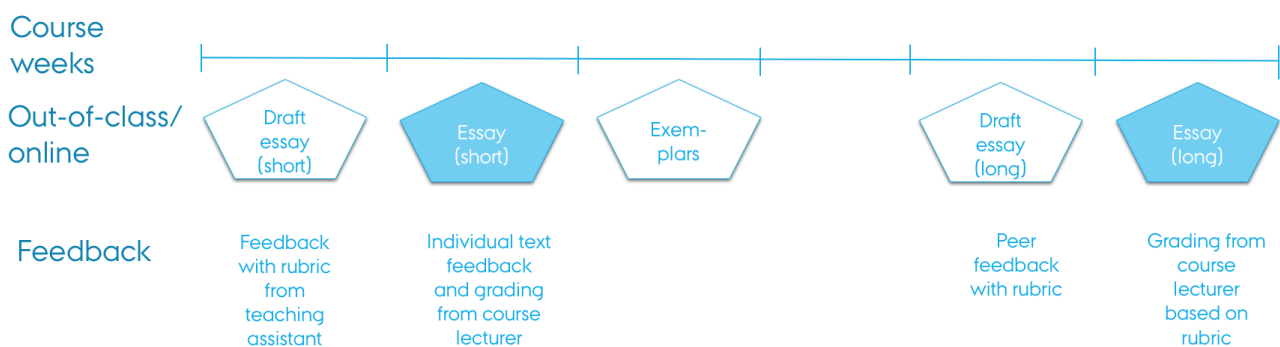 Course
weeks
Out-of-class/
online
Draft
essay
(short)
Essay
(short)
Exem-
plars
Draft
essay
(long)
Essay
(long)
Feedback
Feedback
with rubric
from
teaching
assistant
Individual text
feedback
and grading
from course
lecturer
Peer
feedback
with rubric
Grading from
course
lecturer
based on
rubric